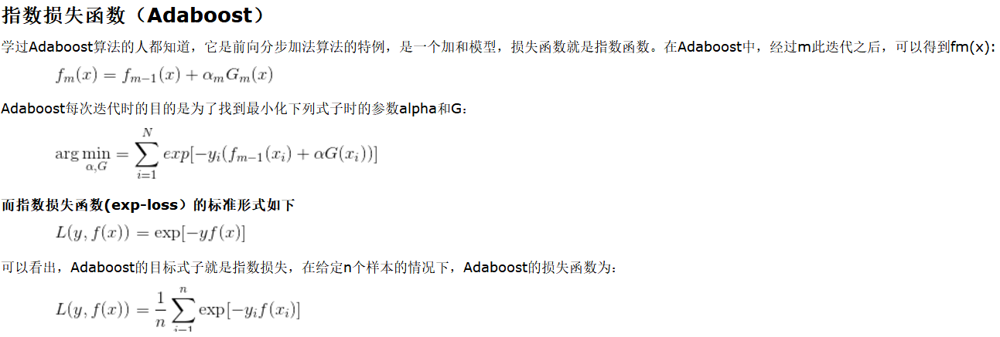 指数损失函数（Adaboost）
学过Adaboost算法的人都知道，它是前向分步加法算法的特例，是一个加和模型，损失函数就是指数函数。在Adaboost中，经过m此迭代之后，可以得到fm(x):
f_m(x) = f_{m-1}(x) + α_m G_m(x)
Adaboost每次迭代时的目的是为了找到最小化下列式子时的参数alpha和G：
arg min_{α,G} = ∑_{i=1}^{N} exp[-y_i(f_{m-1}(x_i) + αG(x_i))]
而指数损失函数(exp-loss）的标准形式如下
L(y, f(x)) = exp[-yf(x)]
可以看出，Adaboost的目标式子就是指数损失，在给定n个样本的情况下，Adaboost的损失函数为：
L(y, f(x)) = \frac{1}{n} ∑_{i=1}^{n} exp[-y_i f(x_i)]